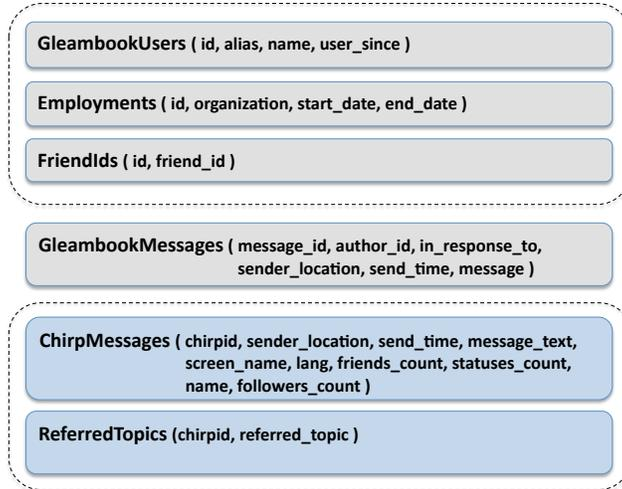 GleambookUsers ( id, alias, name, user_since )
Employments ( id, organization, start_date, end_date )
FriendIds ( id, friend_id )
GleambookMessages ( message_id, author_id, in_response_to,
sender_location, send_time, message )
ChirpMessages ( chirpid, sender_location, send_time, message_text,
screen_name, lang, friends_count, statuses_count,
name, followers_count )
ReferredTopics (chirpid, referred_topic )